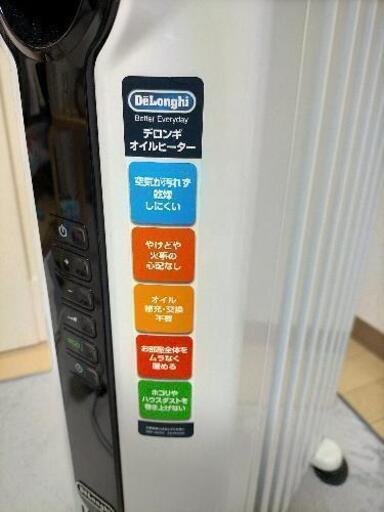 DeLonghi
Better Everyday
デロンギ
オイルヒーター
空気が汚れず
乾燥
しにくい
やけどや
火事の
心配なし
オイル
補充・交換
不要
お部屋全体を
ムラなく
暖める
ホコリや
ハウスダストを
巻き上げない
ECO
DeLonghi